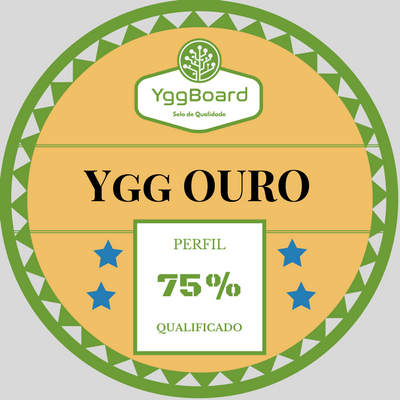 YggBoard
Selo de Qualidade
YGG OURO
PERFIL
75%
QUALIFICADO